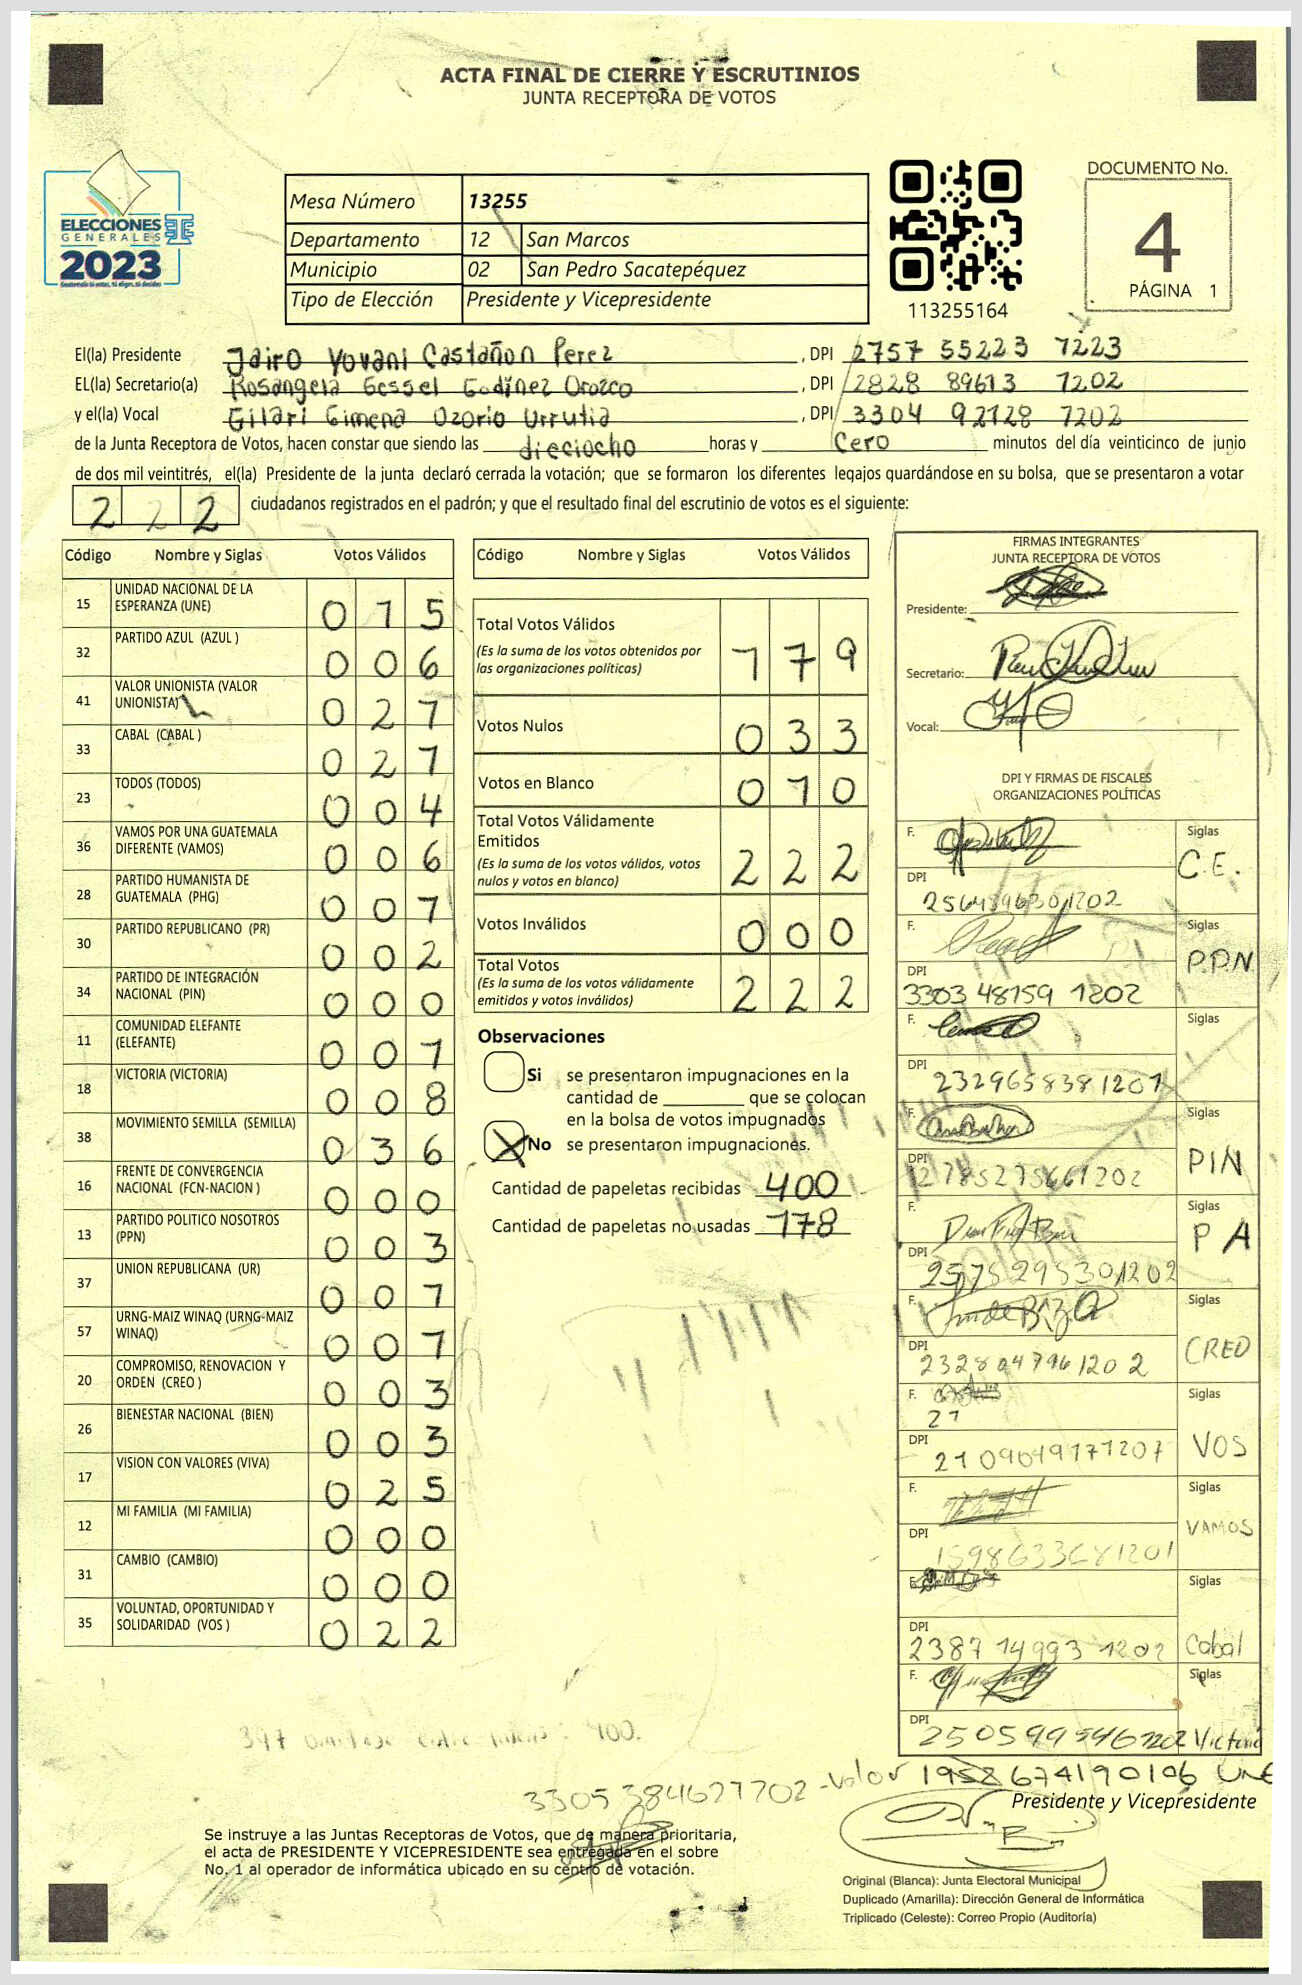 ACTA FINAL DE CIERRE Y ESCRUTINIOS
JUNTA RECEPTORA DE VOTOS
ELECCIONES
GENERALES
2023
Guatemala tú votas, tú eliges, tú decides
Mesa Número 13255
Departamento 12 San Marcos
Municipio 02 San Pedro Sacatepéquez
Tipo de Elección Presidente y Vicepresidente
113255164
DOCUMENTO No.
4
PÁGINA 1
El(la) Presidente Jairo Yovani Castañon Perez, DPI 2757 55223 1223
EL(la) Secretario(a) Rosangela Gessel Godínez Orozco, DPI 2828 89613 1202
y el(la) Vocal Gilari Gimena Ozorio Urrutia, DPI 3304 92128 1202
de la Junta Receptora de Votos, hacen constar que siendo las dieciocho horas y Cero minutos del día veinticinco de junio
de dos mil veintitrés, el(la) Presidente de la junta declaró cerrada la votación; que se formaron los diferentes legajos quardándose en su bolsa, que se presentaron a votar
2 2 2 ciudadanos registrados en el padrón; y que el resultado final del escrutinio de votos es el siguiente:
Código Nombre y Siglas Votos Válidos
15 UNIDAD NACIONAL DE LA ESPERANZA (UNE) 0 1 5
32 PARTIDO AZUL (AZUL ) 0 0 6
41 VALOR UNIONISTA (VALOR UNIONISTA) 0 2 1
33 CABAL (CABAL ) 0 2 1
23 TODOS (TODOS) 0 0 4
36 VAMOS POR UNA GUATEMALA DIFERENTE (VAMOS) 0 0 6
28 PARTIDO HUMANISTA DE GUATEMALA (PHG) 0 0 1
30 PARTIDO REPUBLICANO (PR) 0 0 2
34 PARTIDO DE INTEGRACIÓN NACIONAL (PIN) 0 0 0
11 COMUNIDAD ELEFANTE (ELEFANTE) 0 0 1
18 VICTORIA (VICTORIA) 0 0 8
38 MOVIMIENTO SEMILLA (SEMILLA) 0 3 6
16 FRENTE DE CONVERGENCIA NACIONAL (FCN-NACION ) 0 0 0
13 PARTIDO POLITICO NOSOTROS (PPN) 0 0 3
37 UNION REPUBLICANA (UR) 0 0 1
57 URNG-MAIZ WINAQ (URNG-MAIZ WINAQ) 0 0 1
20 COMPROMISO, RENOVACION Y ORDEN (CREO ) 0 0 3
26 BIENESTAR NACIONAL (BIEN) 0 0 3
17 VISION CON VALORES (VIVA) 0 2 5
12 MI FAMILIA (MI FAMILIA) 0 0 0
31 CAMBIO (CAMBIO) 0 0 0
35 VOLUNTAD, OPORTUNIDAD Y SOLIDARIDAD (VOS ) 0 2 2
Código Nombre y Siglas Votos Válidos
Total Votos Válidos 1 7 9
(Es la suma de los votos obtenidos por
las organizaciones políticas)
Votos Nulos 0 3 3
Votos en Blanco 0 1 0
Total Votos Válidamente
Emitidos 2 2 2
(Es la suma de los votos válidos, votos
nulos y votos en blanco)
Votos Inválidos 0 0 0
Total Votos 2 2 2
(Es la suma de los votos válidamente
emitidos y votos inválidos)
Observaciones
Si se presentaron impugnaciones en la
cantidad de ________ que se colocan
en la bolsa de votos impugnados
X No se presentaron impugnaciones.
Cantidad de papeletas recibidas 400
Cantidad de papeletas no usadas 178
FIRMAS INTEGRANTES
JUNTA RECEPTORA DE VOTOS
Presidente:
Secretario:
Vocal:
DPI Y FIRMAS DE FISCALES
ORGANIZACIONES POLÍTICAS
F. Siglas C.E.
DPI
F. Siglas P.P.N
DPI 3303 48159 1202
F. Siglas
DPI 2329658381201
F. Siglas PIN
DPI 2785275661202
F. Siglas P A
DPI 2575295301202
F. Siglas CREO
DPI 2328047961202
F. Siglas VOS
21
DPI 2109049171207
F. Siglas VAMOS
DPI 1598633681201
F. Siglas Cabal
DPI 2387 14993 1202
F. Siglas Victoria
DPI
400.
3305384621202 - Valor 1958674190106 UNE
Presidente y Vicepresidente
Se instruye a las Juntas Receptoras de Votos, que de manera prioritaria,
el acta de PRESIDENTE Y VICEPRESIDENTE sea entregada en el sobre
No. 1 al operador de informática ubicado en su centro de votación.
Original (Blanca): Junta Electoral Municipal
Duplicado (Amarilla): Dirección General de Informática
Triplicado (Celeste): Correo Propio (Auditoría)